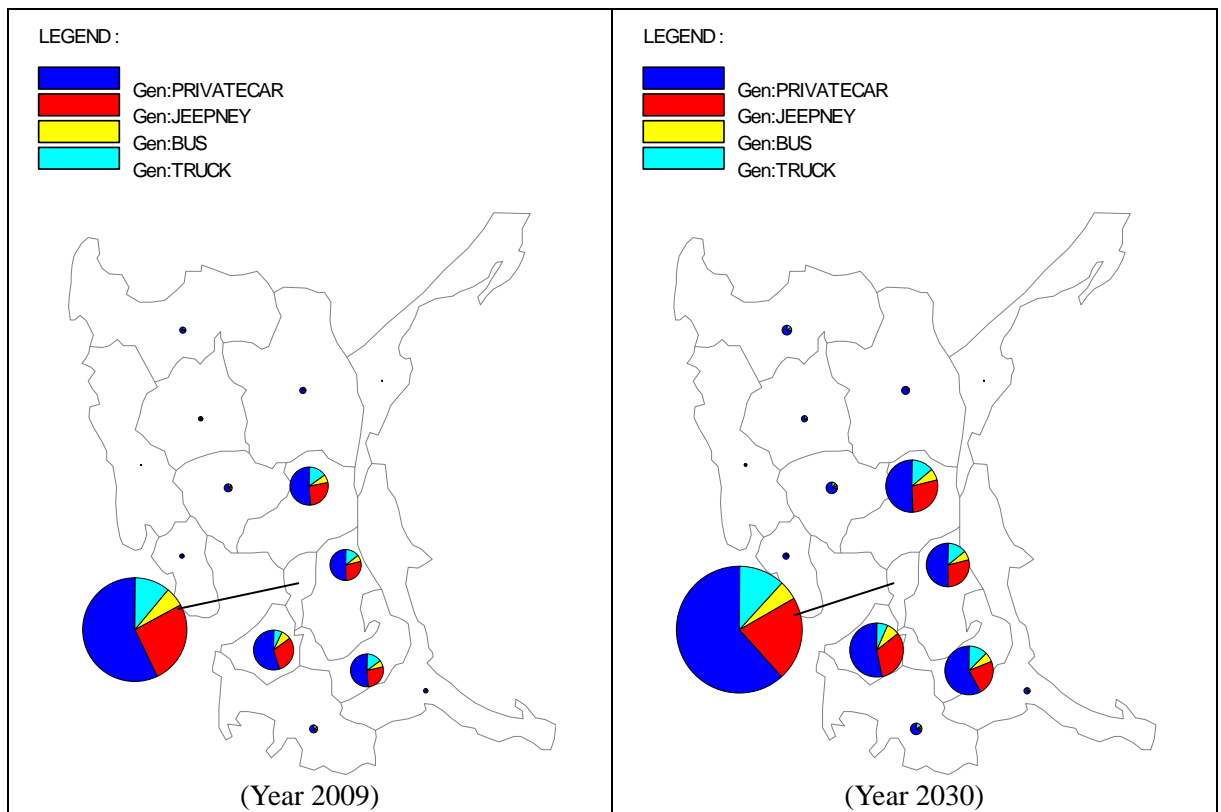 LEGEND :
Gen:PRIVATECAR
Gen:JEEPNEY
Gen:BUS
Gen:TRUCK
(Year 2009)
LEGEND :
Gen:PRIVATECAR
Gen:JEEPNEY
Gen:BUS
Gen:TRUCK
(Year 2030)